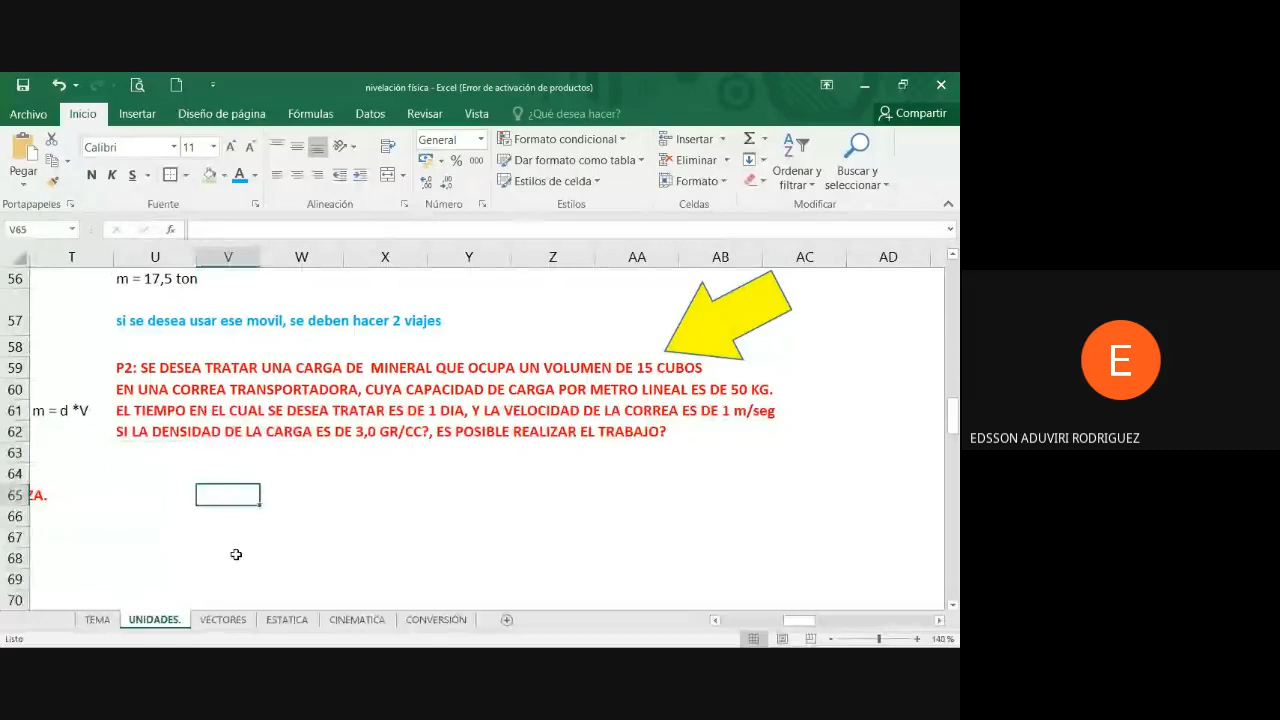 nivelación física - Excel (Error de activación de productos)
Archivo Inicio Insertar Diseño de página Fórmulas Datos Revisar Vista ¿Qué desea hacer? Compartir
Pegar
Calibri 11
N K S
General
% 000
Formato condicional
Dar formato como tabla
Estilos de celda
Insertar
Eliminar
Formato
Ordenar y filtrar
Buscar y seleccionar
Portapapeles Fuente Alineación Número Estilos Celdas Modificar
V65 fx
T U V W X Y Z AA AB AC AD
56 m = 17,5 ton
57 si se desea usar ese movil, se deben hacer 2 viajes
58
59 P2: SE DESEA TRATAR UNA CARGA DE MINERAL QUE OCUPA UN VOLUMEN DE 15 CUBOS
60 EN UNA CORREA TRANSPORTADORA, CUYA CAPACIDAD DE CARGA POR METRO LINEAL ES DE 50 KG.
61 m = d *V EL TIEMPO EN EL CUAL SE DESEA TRATAR ES DE 1 DIA, Y LA VELOCIDAD DE LA CORREA ES DE 1 m/seg
62 SI LA DENSIDAD DE LA CARGA ES DE 3,0 GR/CC?, ES POSIBLE REALIZAR EL TRABAJO?
63
64
65 ZA.
66
67
68
69
70
TEMA UNIDADES. VECTORES ESTATICA CINEMATICA CONVERSIÓN
Listo 140 %
E
EDSSON ADUVIRI RODRIGUEZ